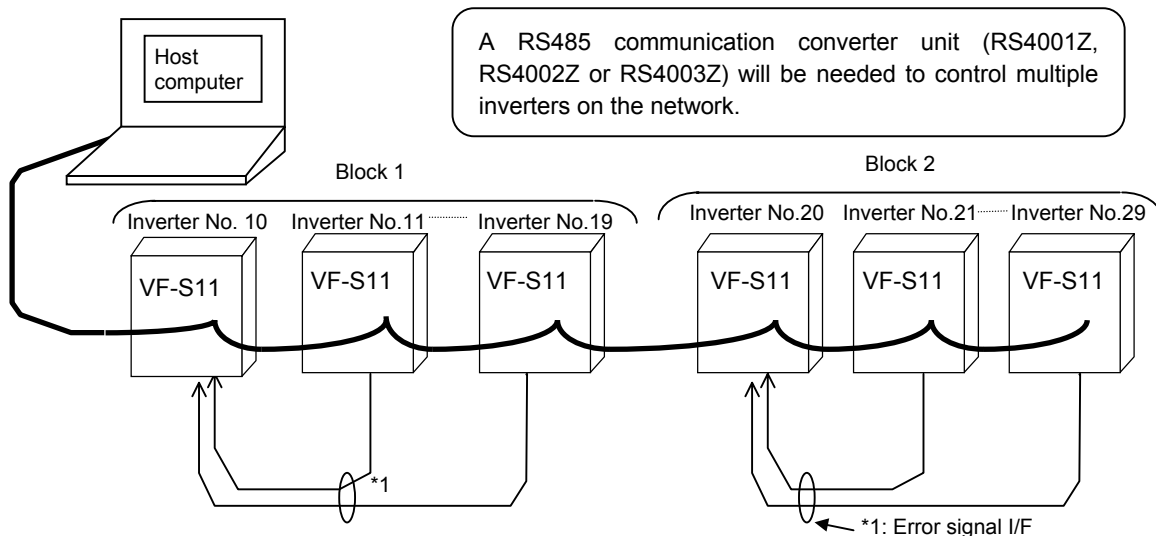 Host
computer
A RS485 communication converter unit (RS4001Z,
RS4002Z or RS4003Z) will be needed to control multiple
inverters on the network.
Block 1
Block 2
Inverter No. 10
Inverter No.11
Inverter No.19
Inverter No.20
Inverter No.21
Inverter No.29
VF-S11
VF-S11
VF-S11
VF-S11
VF-S11
VF-S11
*1
*1: Error signal I/F